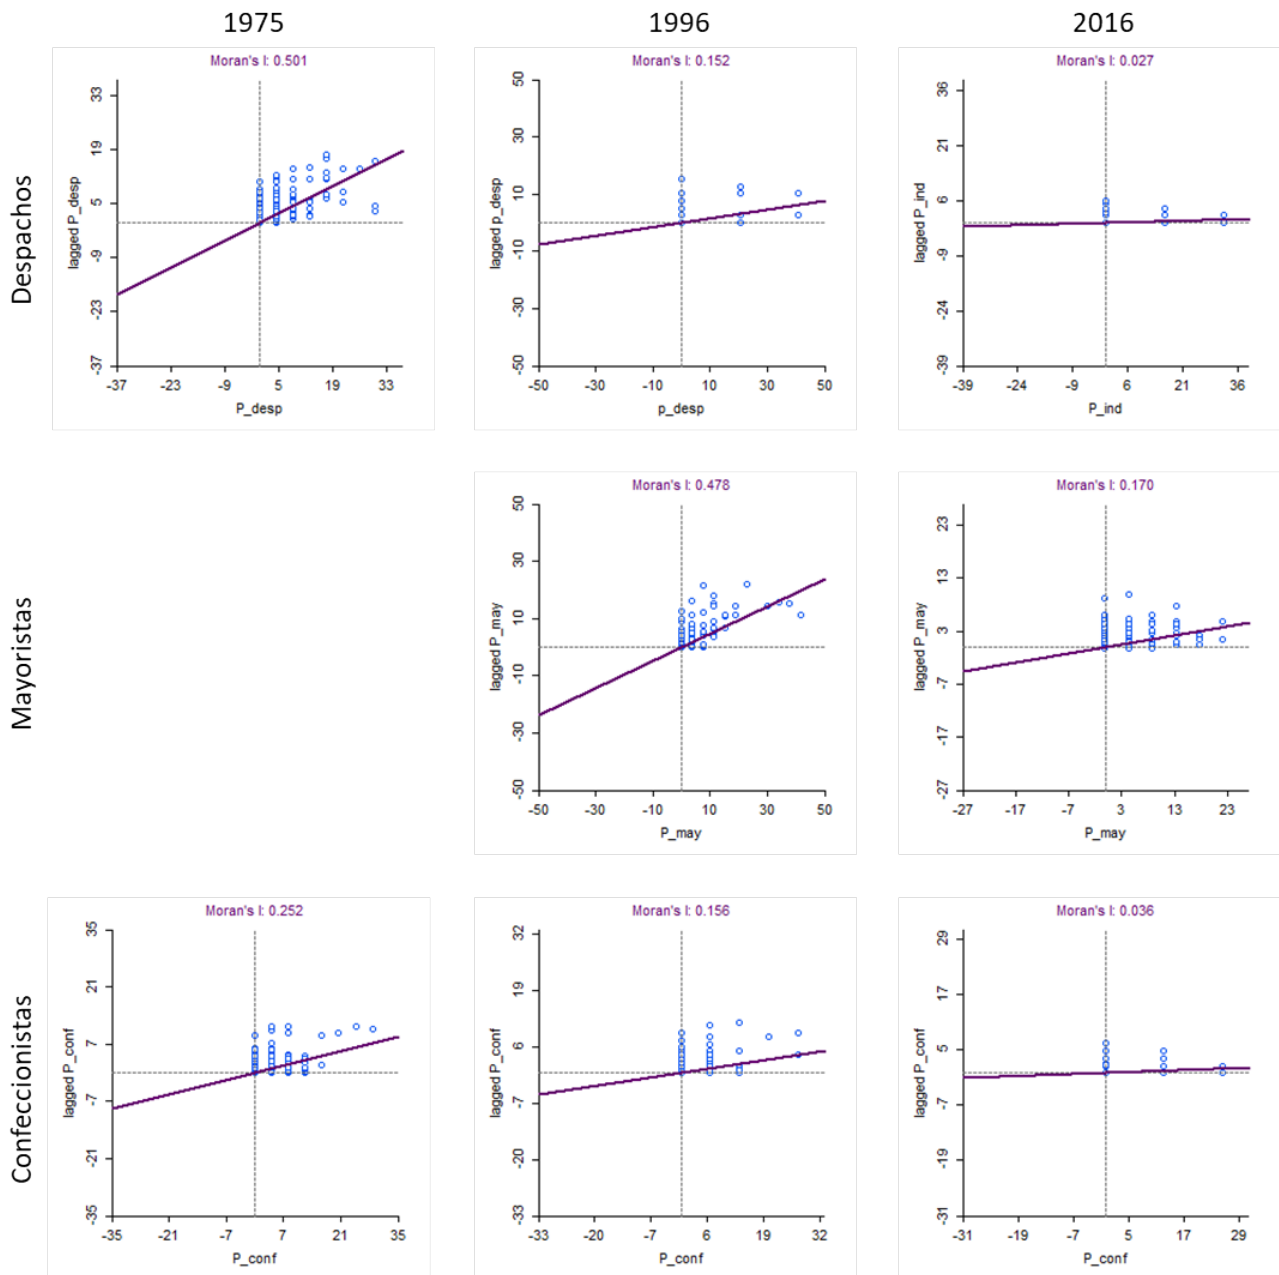 1975
1996
2016
Despachos
Moran's I: 0.501
33
19
5
-9
-23
-37
lagged P_desp
-37 -23 -9 5 19 33
P_desp
Moran's I: 0.152
50
30
10
-10
-30
-50
lagged p_desp
-50 -30 -10 10 30 50
p_desp
Moran's I: 0.027
36
21
6
-9
-24
-39
lagged P_ind
-39 -24 -9 6 21 36
P_ind
Mayoristas
Moran's I: 0.478
50
30
10
-10
-30
-50
lagged P_may
-50 -30 -10 10 30 50
P_may
Moran's I: 0.170
23
13
3
-7
-17
-27
lagged P_may
-27 -17 -7 3 13 23
P_may
Confeccionistas
Moran's I: 0.252
35
21
7
-7
-21
-35
lagged P_conf
-35 -21 -7 7 21 35
P_conf
Moran's I: 0.156
32
19
6
-7
-20
-33
lagged P_conf
-33 -20 -7 6 19 32
P_conf
Moran's I: 0.036
29
17
5
-7
-19
-31
lagged P_conf
-31 -19 -7 5 17 29
P_conf